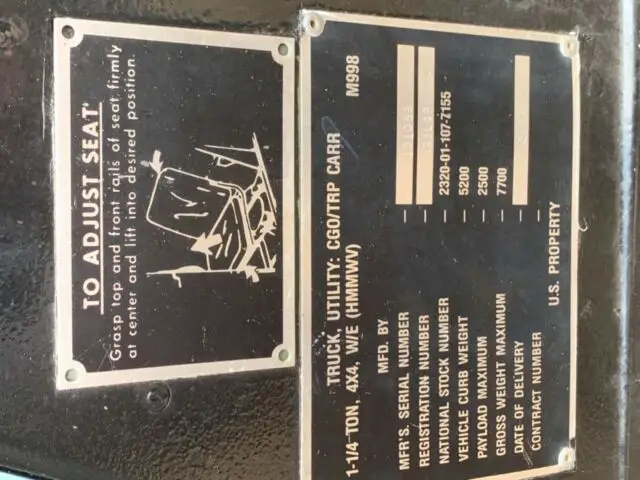 TO ADJUST SEAT
Grasp top and front rails of seat firmly
at center and lift into desired position.
TRUCK, UTILITY: CGO/TRP CARR M998
1-1/4 TON, 4X4, W/E (HMMWV)
MFD. BY
MFR'S. SERIAL NUMBER –
REGISTRATION NUMBER –
NATIONAL STOCK NUMBER – 2320-01-107-7155
VEHICLE CURB WEIGHT – 5200
PAYLOAD MAXIMUM – 2500
GROSS WEIGHT MAXIMUM – 7700
DATE OF DELIVERY –
CONTRACT NUMBER –
U.S. PROPERTY